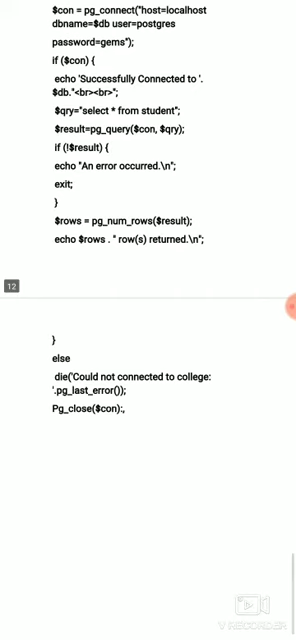 $con = pg_connect("host=localhost
dbname=$db user=postgres
password=gems");
if ($con) {
echo 'Successfully Connected to '.
$db."<br><br>";
$qry="select * from student";
$result=pg_query($con, $qry);
if (!$result) {
echo "An error occurred.\n";
exit;
}
$rows = pg_num_rows($result);
echo $rows . " row(s) returned.\n";
12
}
else
die('Could not connected to college:
'.pg_last_error());
Pg_close($con):,
V RECORDER